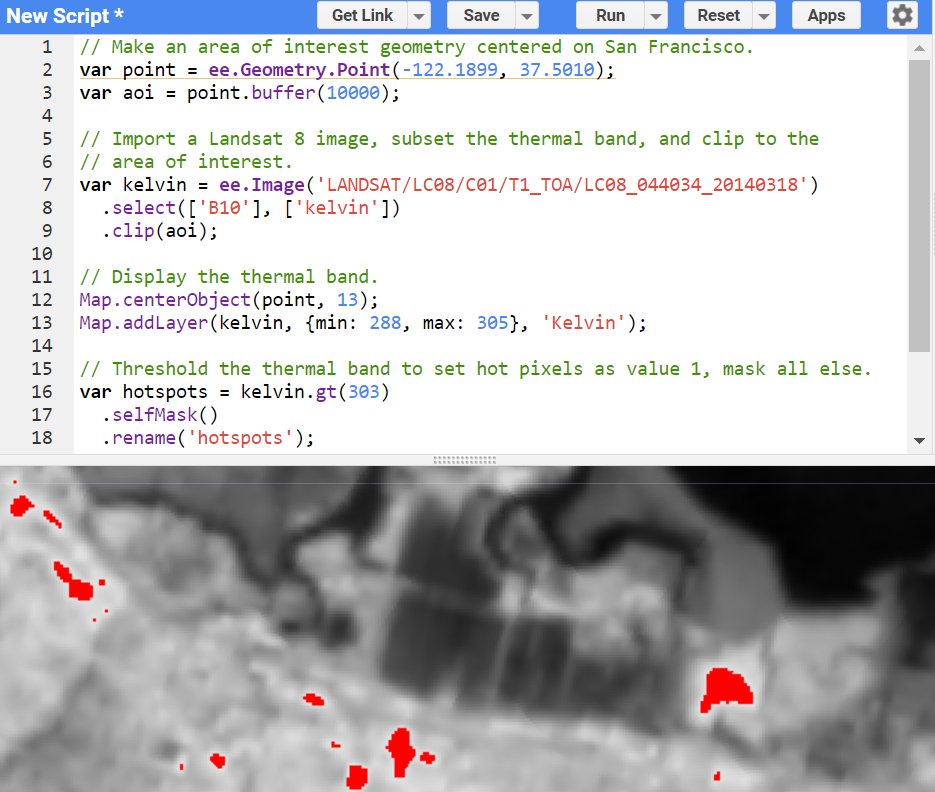 New Script * Get Link Save Run Reset Apps
1 // Make an area of interest geometry centered on San Francisco.
2 var point = ee.Geometry.Point(-122.1899, 37.5010);
3 var aoi = point.buffer(10000);
4
5 // Import a Landsat 8 image, subset the thermal band, and clip to the
6 // area of interest.
7 var kelvin = ee.Image('LANDSAT/LC08/C01/T1_TOA/LC08_044034_20140318')
8   .select(['B10'], ['kelvin'])
9   .clip(aoi);
10
11 // Display the thermal band.
12 Map.centerObject(point, 13);
13 Map.addLayer(kelvin, {min: 288, max: 305}, 'Kelvin');
14
15 // Threshold the thermal band to set hot pixels as value 1, mask all else.
16 var hotspots = kelvin.gt(303)
17   .selfMask()
18   .rename('hotspots');